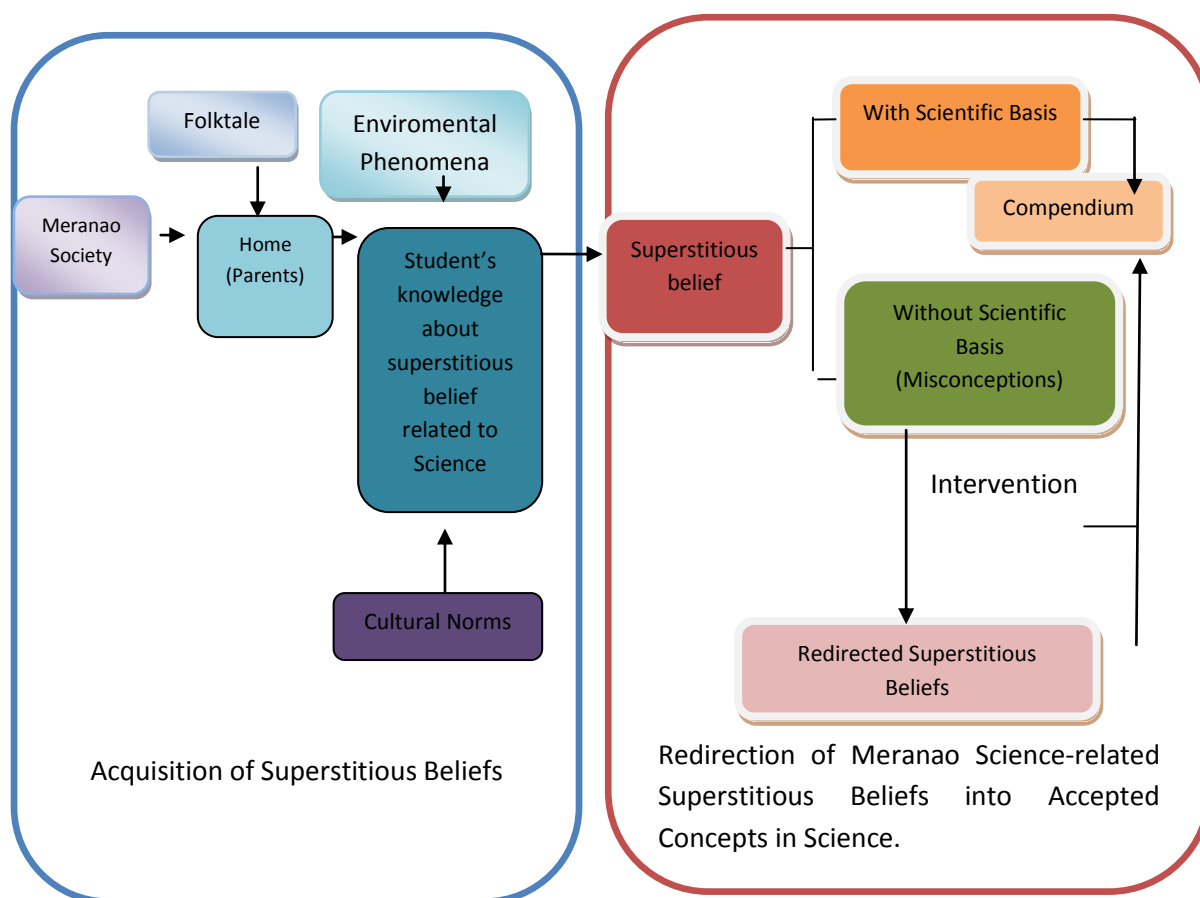 Folktale
Enviromental
Phenomena
Meranao
Society
Home
(Parents)
Student’s
knowledge
about
superstitious
belief
related to
Science
Cultural Norms
Acquisition of Superstitious Beliefs
Superstitious
belief
With Scientific Basis
Compendium
Without Scientific
Basis
(Misconceptions)
Intervention
Redirected Superstitious
Beliefs
Redirection of Meranao Science-related
Superstitious Beliefs into Accepted
Concepts in Science.